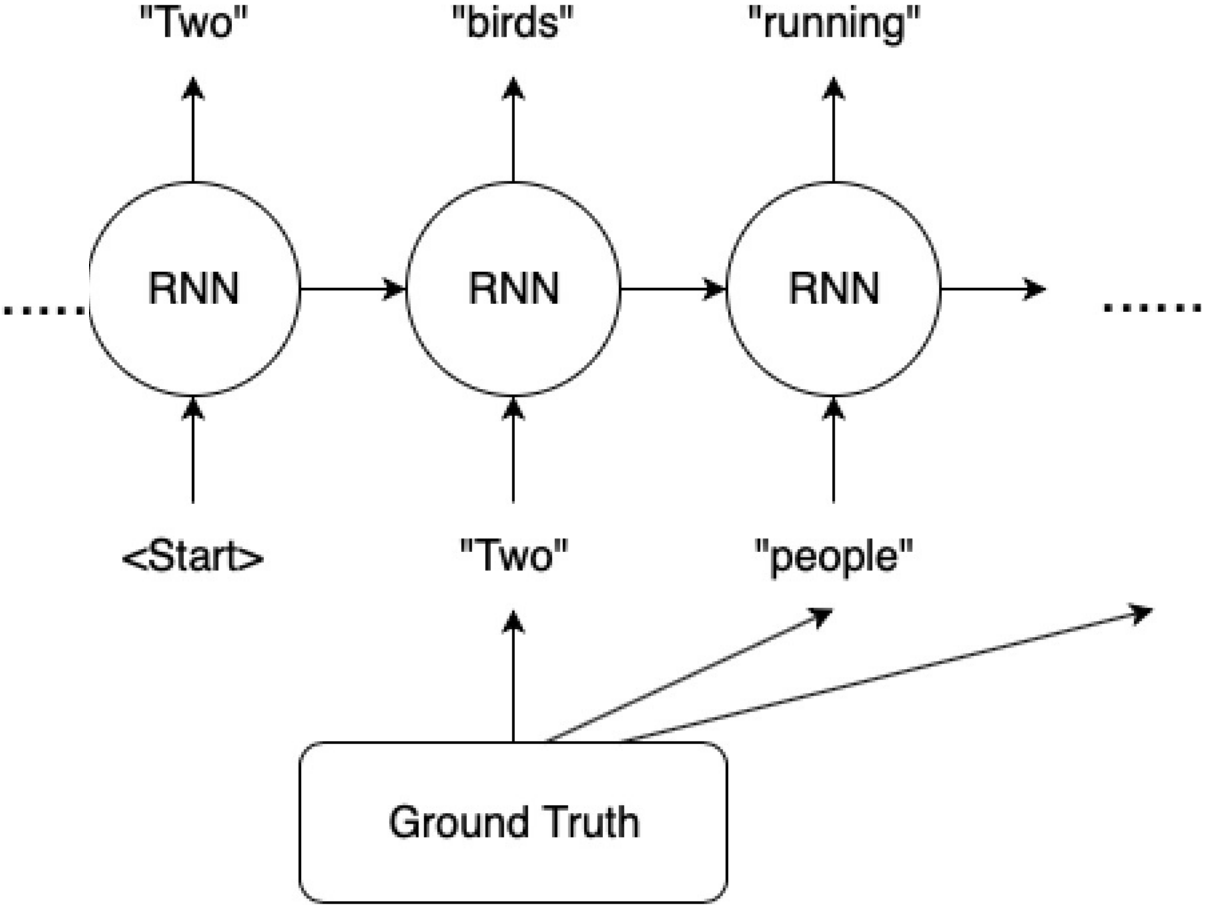 "Two" "birds" "running"
RNN RNN RNN
..... ......
<Start> "Two" "people"
Ground Truth